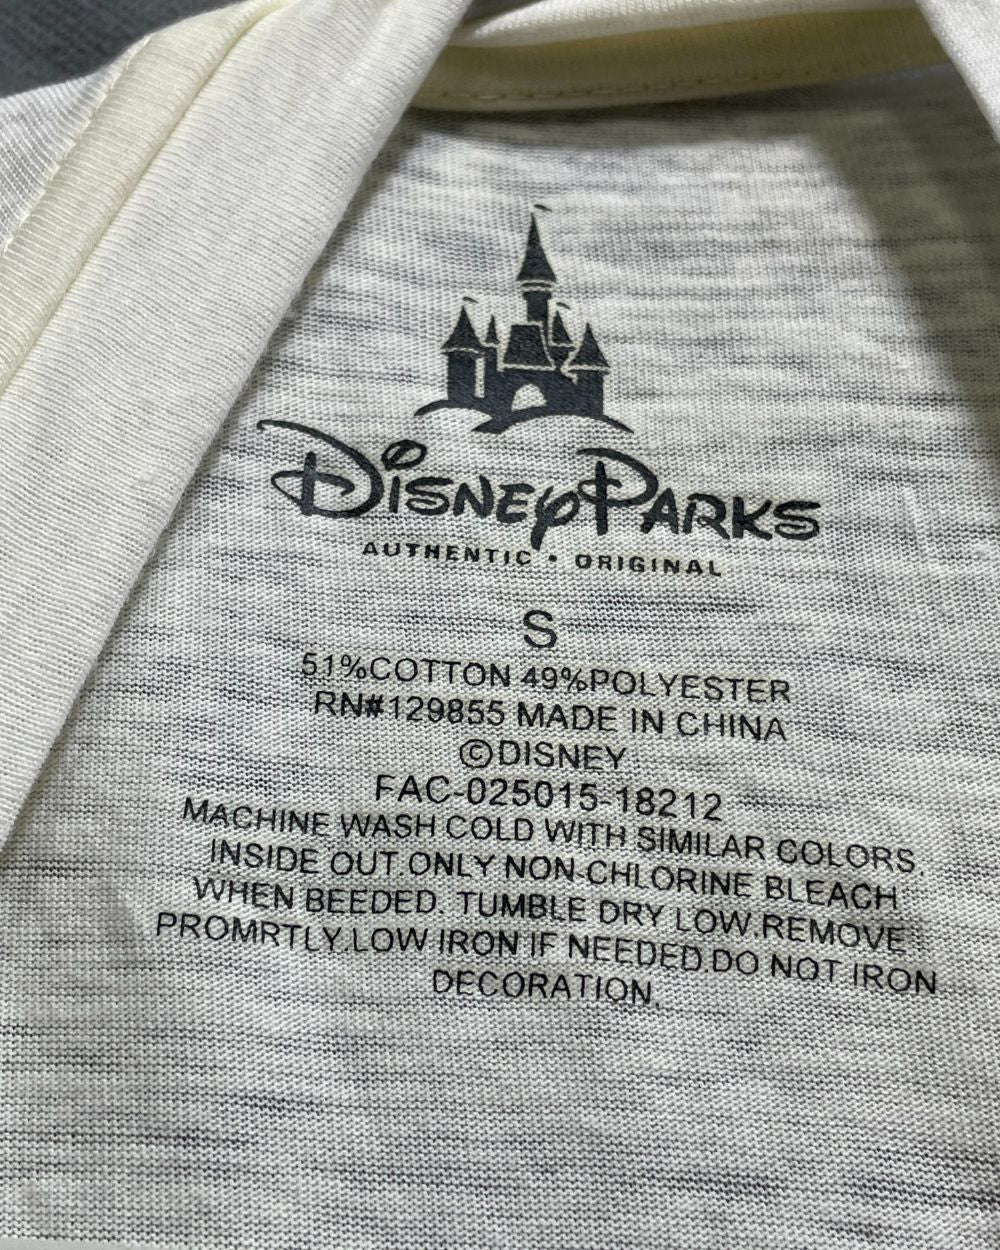 DISNEY PARKS
AUTHENTIC • ORIGINAL
S
51%COTTON 49%POLYESTER
RN#129855 MADE IN CHINA
©DISNEY
FAC-025015-18212
MACHINE WASH COLD WITH SIMILAR COLORS
INSIDE OUT.ONLY NON-CHLORINE BLEACH
WHEN BEEDED. TUMBLE DRY LOW.REMOVE
PROMRTLY.LOW IRON IF NEEDED.DO NOT IRON
DECORATION.